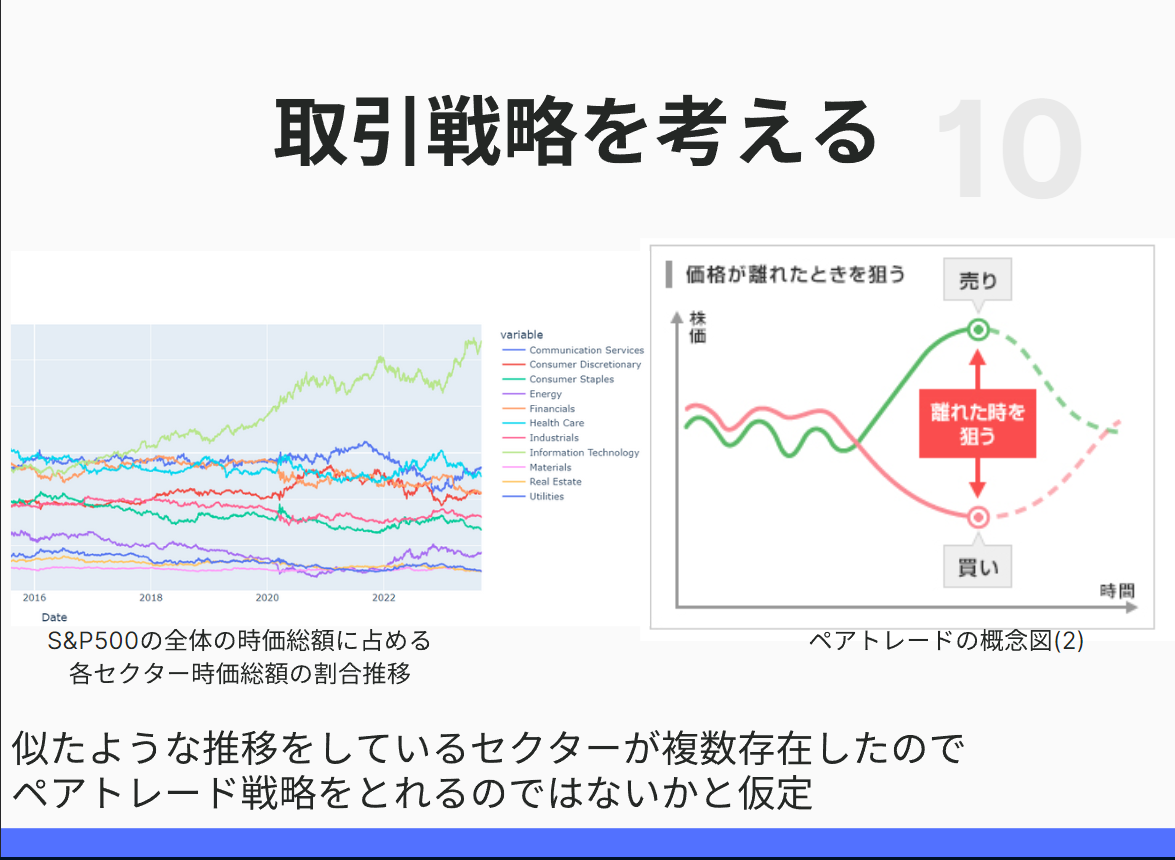 取引戦略を考える
10
variable
Communication Services
Consumer Discretionary
Consumer Staples
Energy
Financials
Health Care
Industrials
Information Technology
Materials
Real Estate
Utilities
2016
2018
2020
2022
Date
S&P500の全体の時価総額に占める
各セクター時価総額の割合推移
価格が離れたときを狙う
売り
株
価
離れた時を
狙う
買い
時間
ペアトレードの概念図(2)
似たような推移をしているセクターが複数存在したので
ペアトレード戦略をとれるのではないかと仮定